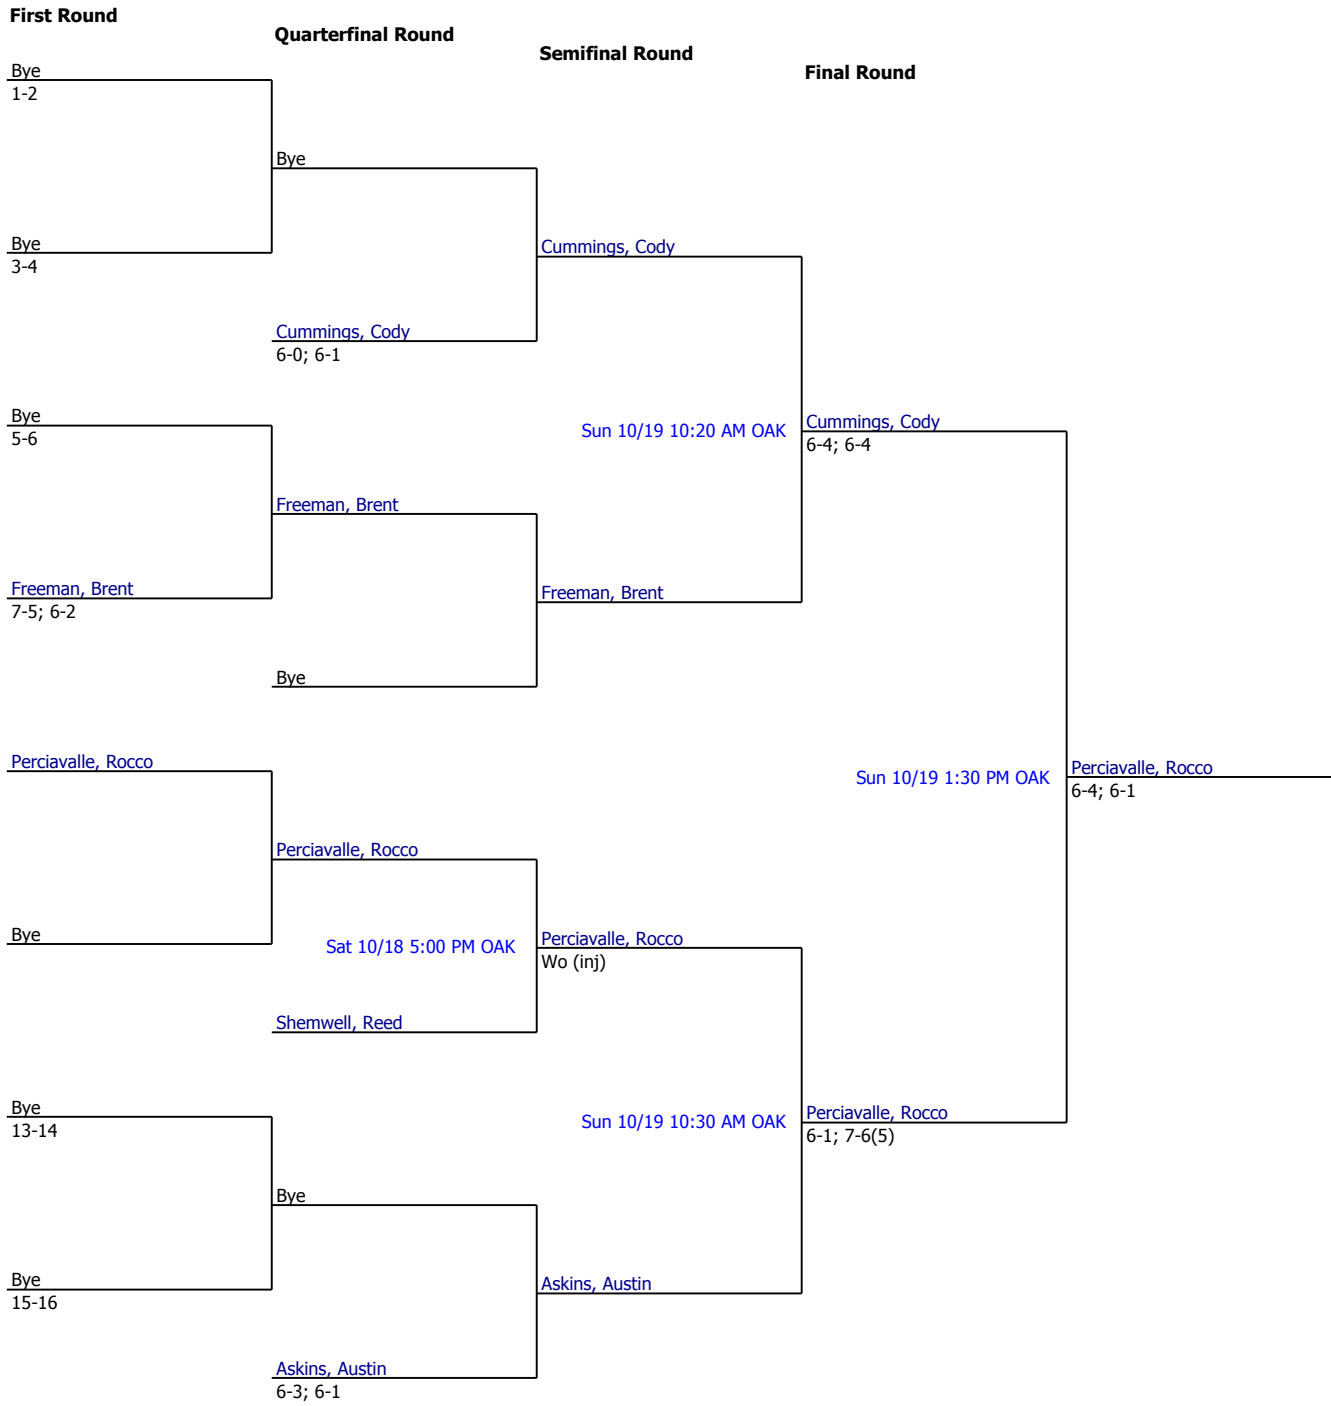 First Round
Quarterfinal Round
Semifinal Round
Final Round
Bye
1-2
Bye
Bye
3-4
Cummings, Cody
Cummings, Cody
6-0; 6-1
Bye
5-6
Sun 10/19 10:20 AM OAK
Cummings, Cody
6-4; 6-4
Freeman, Brent
Freeman, Brent
7-5; 6-2
Freeman, Brent
Bye
Perciavalle, Rocco
Sun 10/19 1:30 PM OAK
Perciavalle, Rocco
6-4; 6-1
Perciavalle, Rocco
Bye
Sat 10/18 5:00 PM OAK
Perciavalle, Rocco
Wo (inj)
Shemwell, Reed
Bye
13-14
Sun 10/19 10:30 AM OAK
Perciavalle, Rocco
6-1; 7-6(5)
Bye
Bye
15-16
Askins, Austin
Askins, Austin
6-3; 6-1